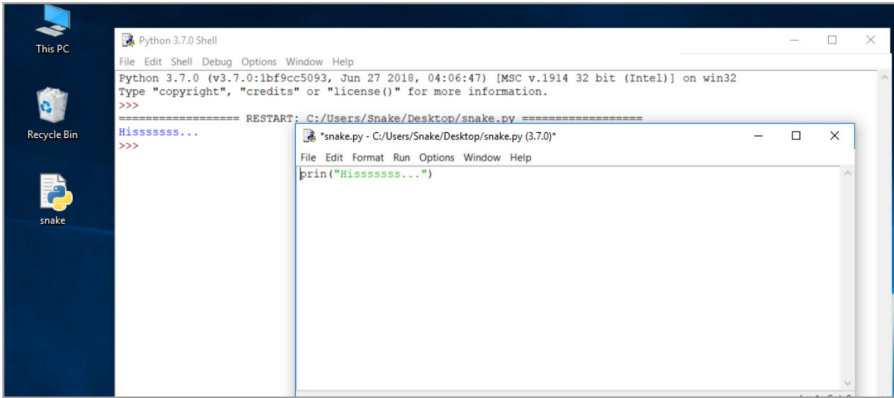 This PC
Recycle Bin
snake
Python 3.7.0 Shell
File Edit Shell Debug Options Window Help
Python 3.7.0 (v3.7.0:1bf9cc5093, Jun 27 2018, 04:06:47) [MSC v.1914 32 bit (Intel)] on win32
Type "copyright", "credits" or "license()" for more information.
>>>
================== RESTART: C:/Users/Snake/Desktop/snake.py ==================
Hisssssss...
>>>
*snake.py - C:/Users/Snake/Desktop/snake.py (3.7.0)*
File Edit Format Run Options Window Help
prin("Hisssssss...")